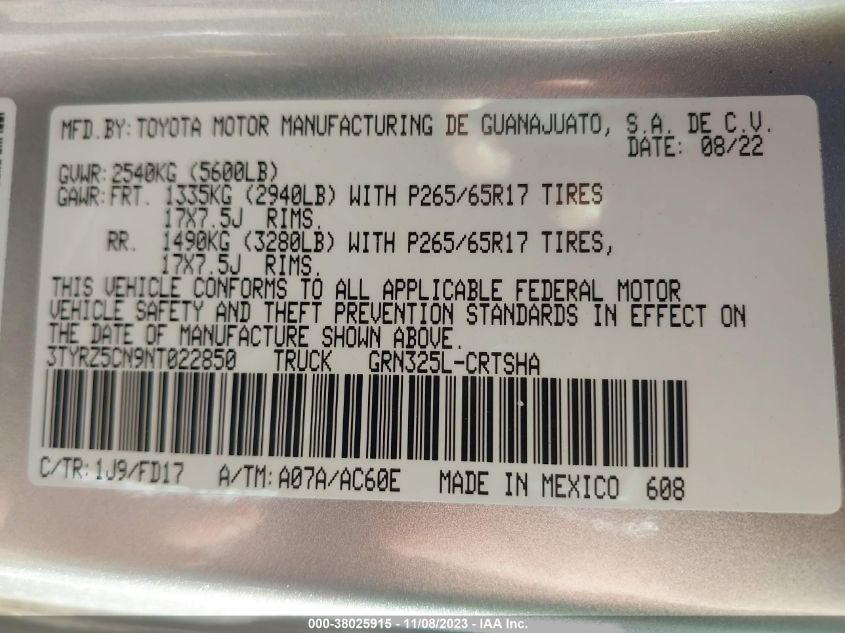 MFD.BY: TOYOTA MOTOR MANUFACTURING DE GUANAJUATO, S.A. DE C.V.
DATE: 08/22
GVWR: 2540KG (5600LB)
GAWR: FRT. 1335KG (2940LB) WITH P265/65R17 TIRES
17X7.5J RIMS.
RR. 1490KG (3280LB) WITH P265/65R17 TIRES,
17X7.5J RIMS.
THIS VEHICLE CONFORMS TO ALL APPLICABLE FEDERAL MOTOR
VEHICLE SAFETY AND THEFT PREVENTION STANDARDS IN EFFECT ON
THE DATE OF MANUFACTURE SHOWN ABOVE.
3TYRZ5CN9NT022850 TRUCK GRN325L-CRTSHA
C/TR: 1J9/FD17 A/TM: A07A/AC60E MADE IN MEXICO 608
000-38025915 - 11/08/2023 - IAA Inc.